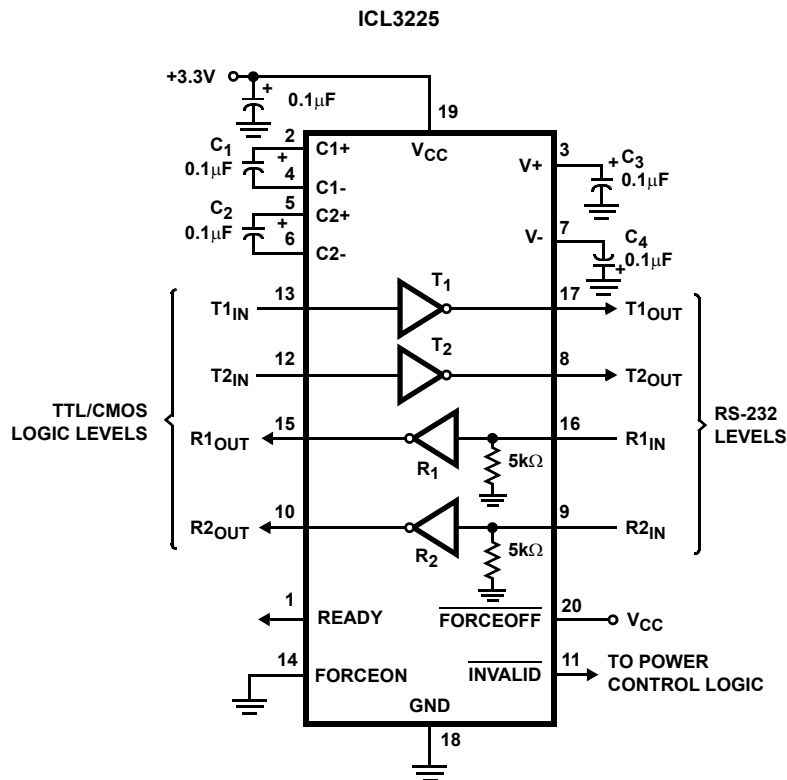 ICL3225
+3.3V
+
0.1μF
19
2
C1+
VCC
3
V+
+
C3
0.1μF
C1
0.1μF
+
4
C1-
5
C2+
C2
0.1μF
+
6
C2-
7
V-
C4
0.1μF
+
T1
T1IN
13
17
T1OUT
T2
T2IN
12
8
T2OUT
TTL/CMOS
LOGIC LEVELS
RS-232
LEVELS
R1OUT
15
R1
5kΩ
16
R1IN
R2OUT
10
R2
5kΩ
9
R2IN
1
READY
FORCEOFF
20
VCC
14
FORCEON
INVALID
11
TO POWER
CONTROL LOGIC
GND
18